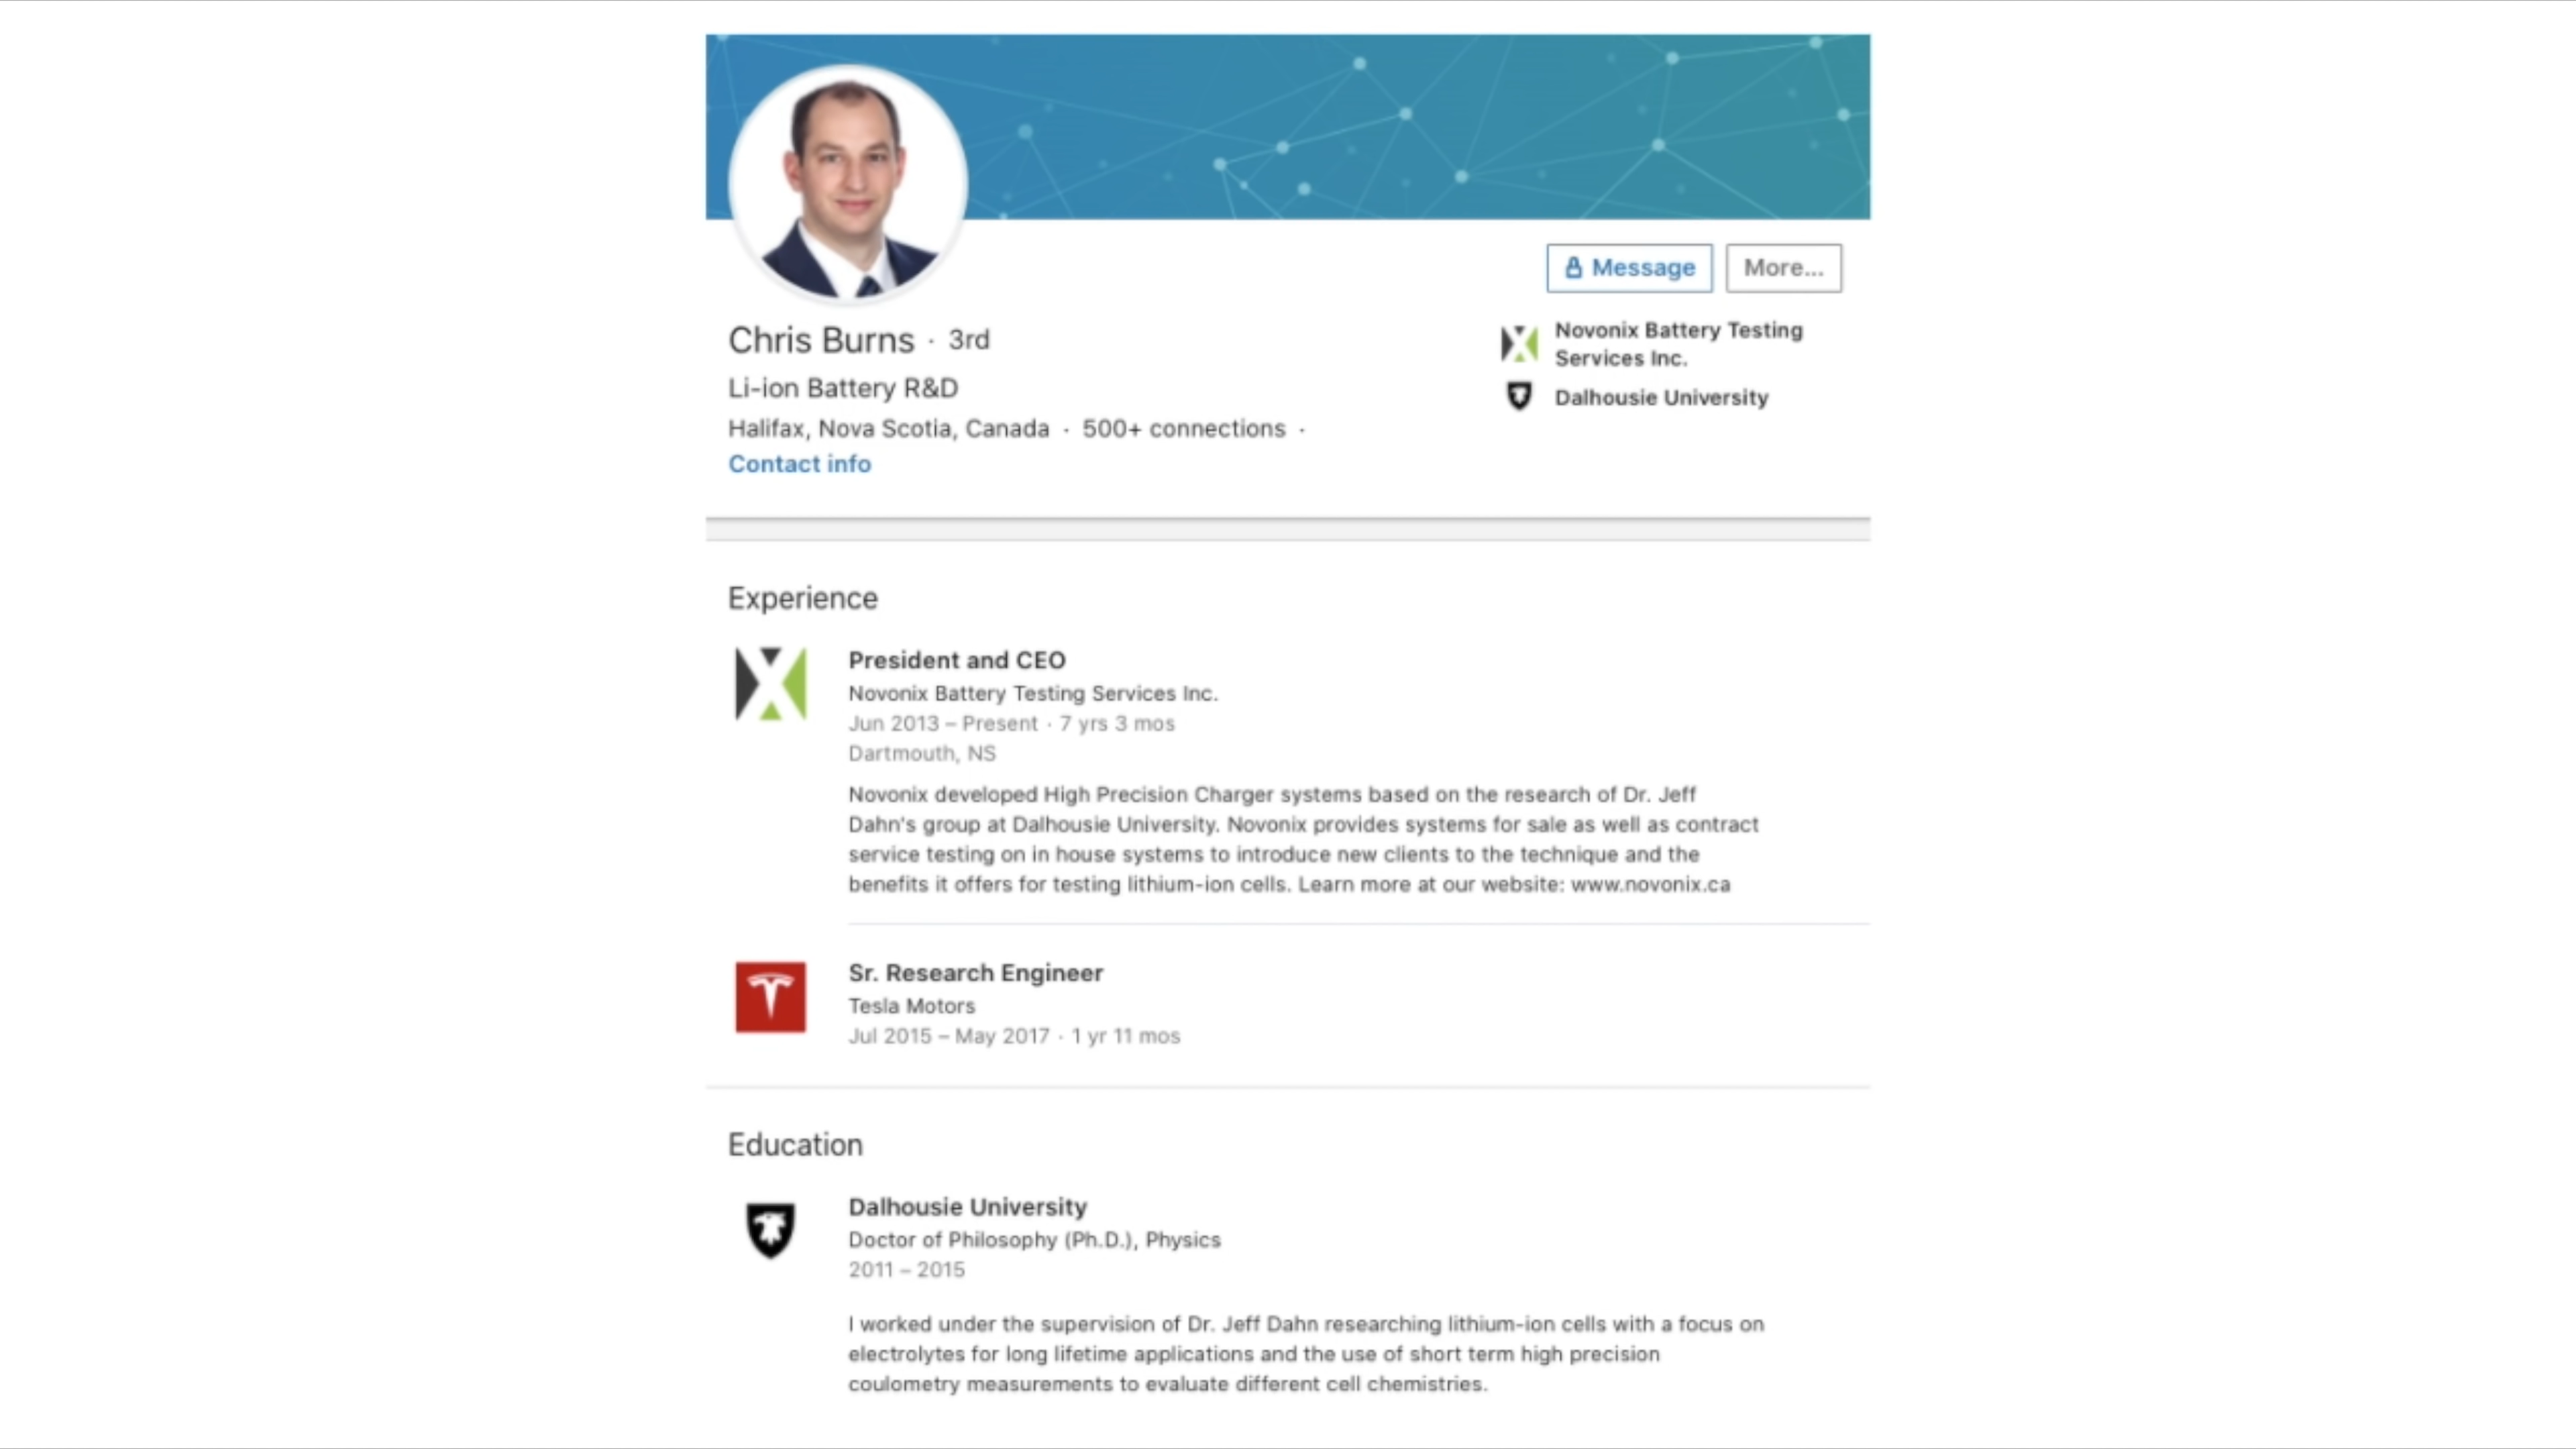 Message
More...
Chris Burns · 3rd
Li-ion Battery R&D
Halifax, Nova Scotia, Canada · 500+ connections ·
Contact info
Novonix Battery Testing
Services Inc.
Dalhousie University
Experience
President and CEO
Novonix Battery Testing Services Inc.
Jun 2013 – Present · 7 yrs 3 mos
Dartmouth, NS
Novonix developed High Precision Charger systems based on the research of Dr. Jeff
Dahn's group at Dalhousie University. Novonix provides systems for sale as well as contract
service testing on in house systems to introduce new clients to the technique and the
benefits it offers for testing lithium-ion cells. Learn more at our website: www.novonix.ca
Sr. Research Engineer
Tesla Motors
Jul 2015 – May 2017 · 1 yr 11 mos
Education
Dalhousie University
Doctor of Philosophy (Ph.D.), Physics
2011 – 2015
I worked under the supervision of Dr. Jeff Dahn researching lithium-ion cells with a focus on
electrolytes for long lifetime applications and the use of short term high precision
coulometry measurements to evaluate different cell chemistries.